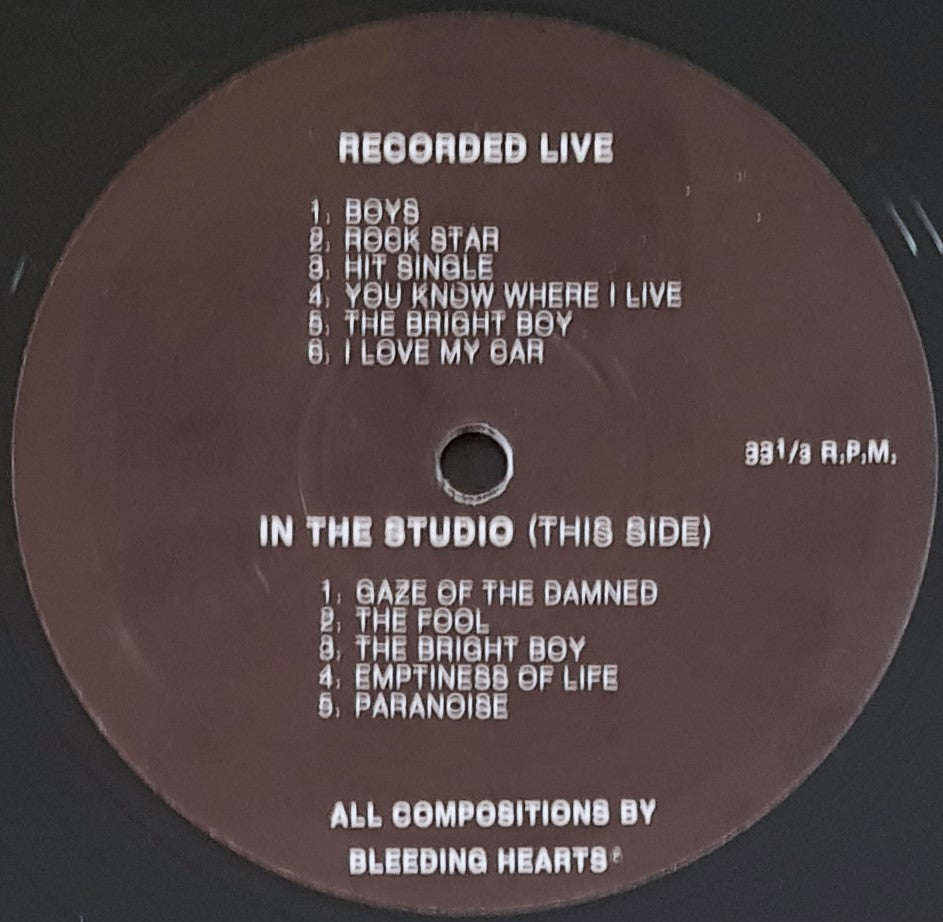 RECORDED LIVE
1. BOYS
2. ROCK STAR
3. HIT SINGLE
4. YOU KNOW WHERE I LIVE
5. THE BRIGHT BOY
6. I LOVE MY CAR
33 1/3 R.P.M.
IN THE STUDIO (THIS SIDE)
1. GAZE OF THE DAMNED
2. THE FOOL
3. THE BRIGHT BOY
4. EMPTINESS OF LIFE
5. PARANOISE
ALL COMPOSITIONS BY
BLEEDING HEARTS